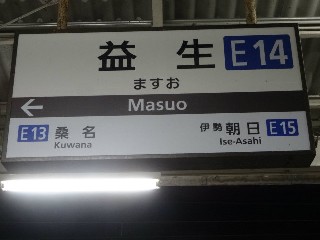 益生 E14
ますお
← Masuo
E13 桑名 伊勢朝日 E15
Kuwana Ise-Asahi